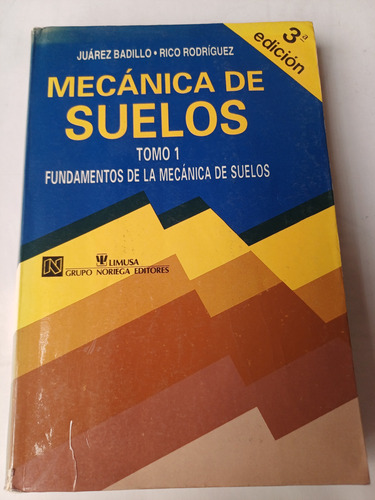 JUÁREZ BADILLO • RICO RODRÍGUEZ
3ª
edición
MECÁNICA DE
SUELOS
TOMO 1
FUNDAMENTOS DE LA MECÁNICA DE SUELOS
LIMUSA
GRUPO NORIEGA EDITORES